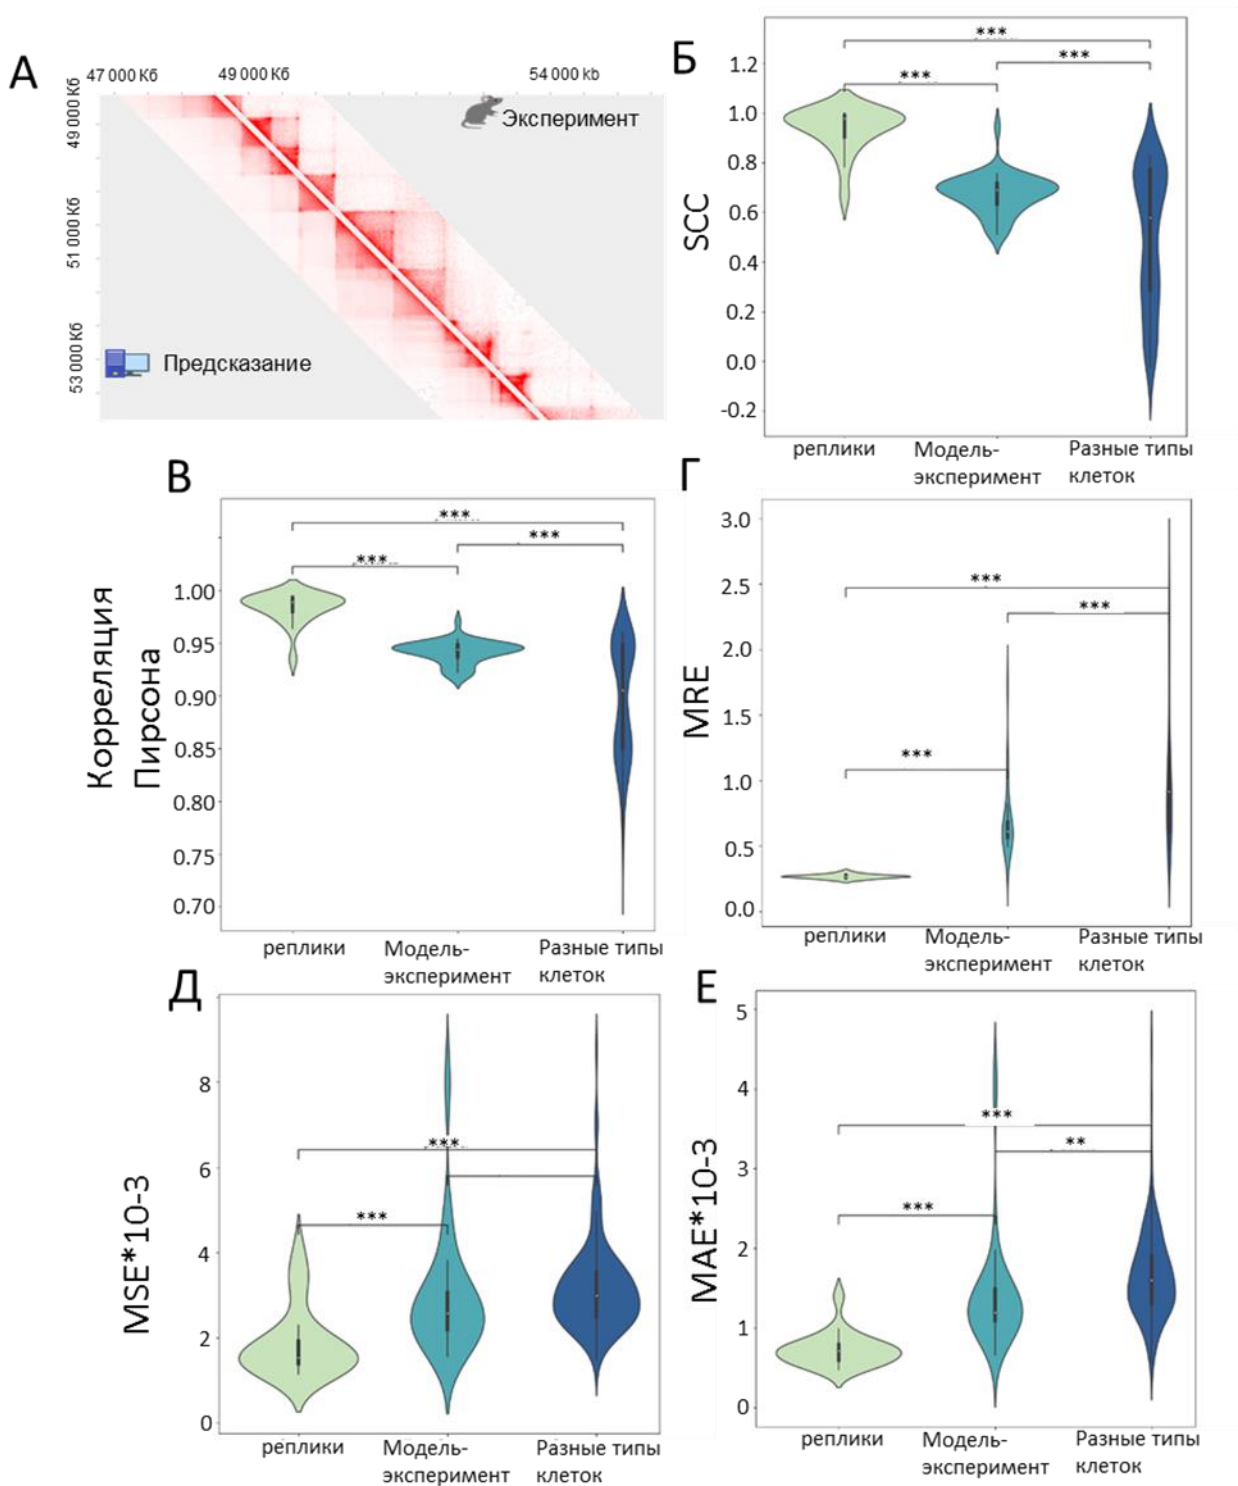 А
47 000 Кб
49 000 Кб
54 000 kb
49 000 Кб
51 000 Кб
53 000 Кб
Эксперимент
Предсказание
Б
SCC
1.2
1.0
0.8
0.6
0.4
0.2
0.0
-0.2
***
***
***
реплики
Модель-
эксперимент
Разные типы
клеток
В
Корреляция
Пирсона
1.00
0.95
0.90
0.85
0.80
0.75
0.70
***
***
***
реплики
Модель-
эксперимент
Разные типы
клеток
Г
MRE
3.0
2.5
2.0
1.5
1.0
0.5
0.0
***
***
***
реплики
Модель-
эксперимент
Разные типы
клеток
Д
MSE*10-3
8
6
4
2
0
***
***
реплики
Модель-
эксперимент
Разные типы
клеток
Е
MAE*10-3
5
4
3
2
1
0
***
**
***
реплики
Модель-
эксперимент
Разные типы
клеток